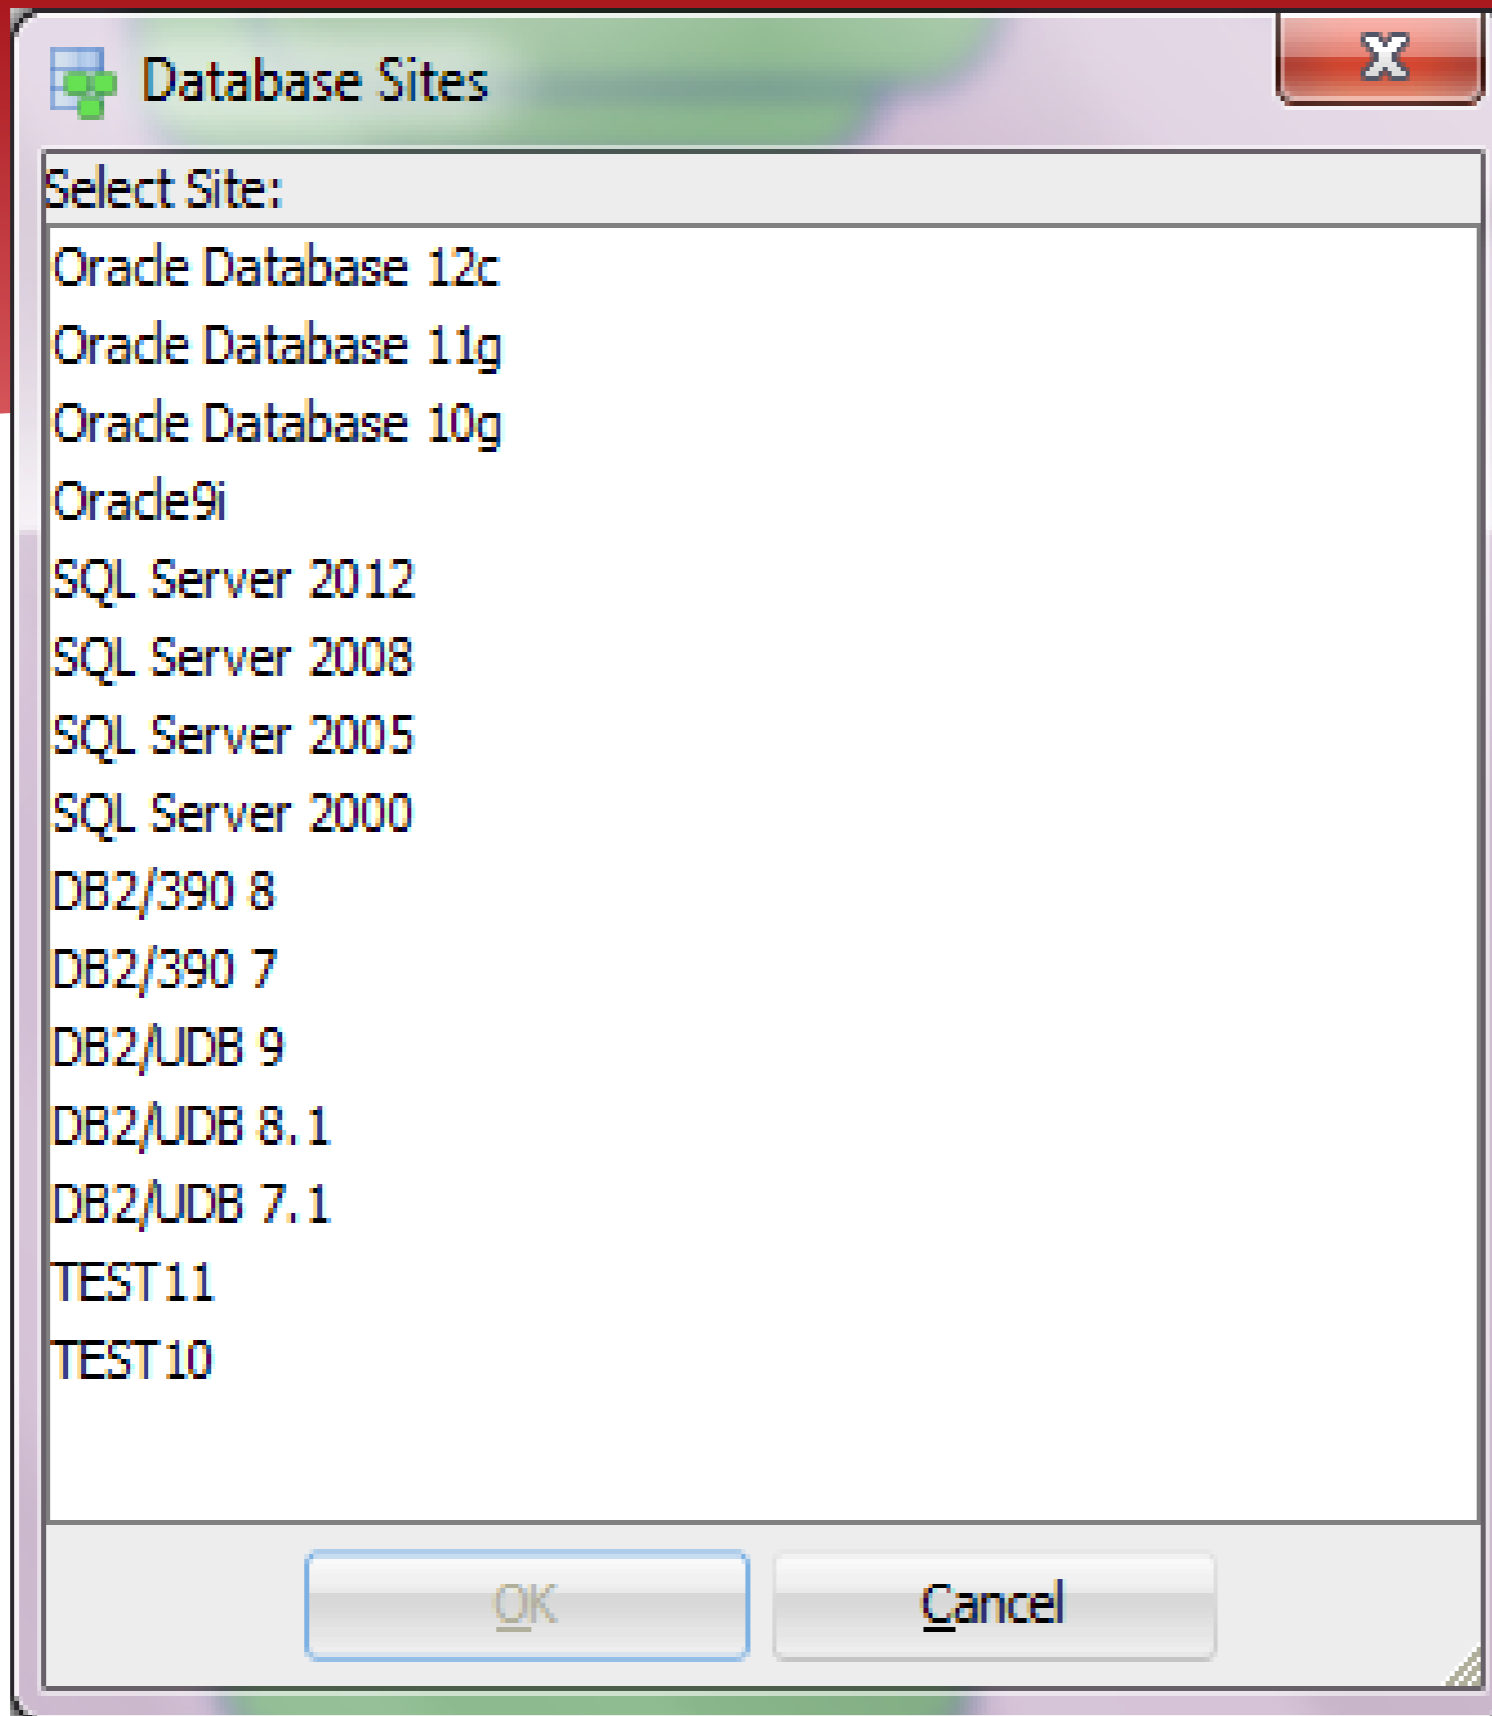 Database Sites
Select Site:
Oracle Database 12c
Oracle Database 11g
Oracle Database 10g
Oracle9i
SQL Server 2012
SQL Server 2008
SQL Server 2005
SQL Server 2000
DB2/390 8
DB2/390 7
DB2/UDB 9
DB2/UDB 8.1
DB2/UDB 7.1
TEST11
TEST10
OK Cancel